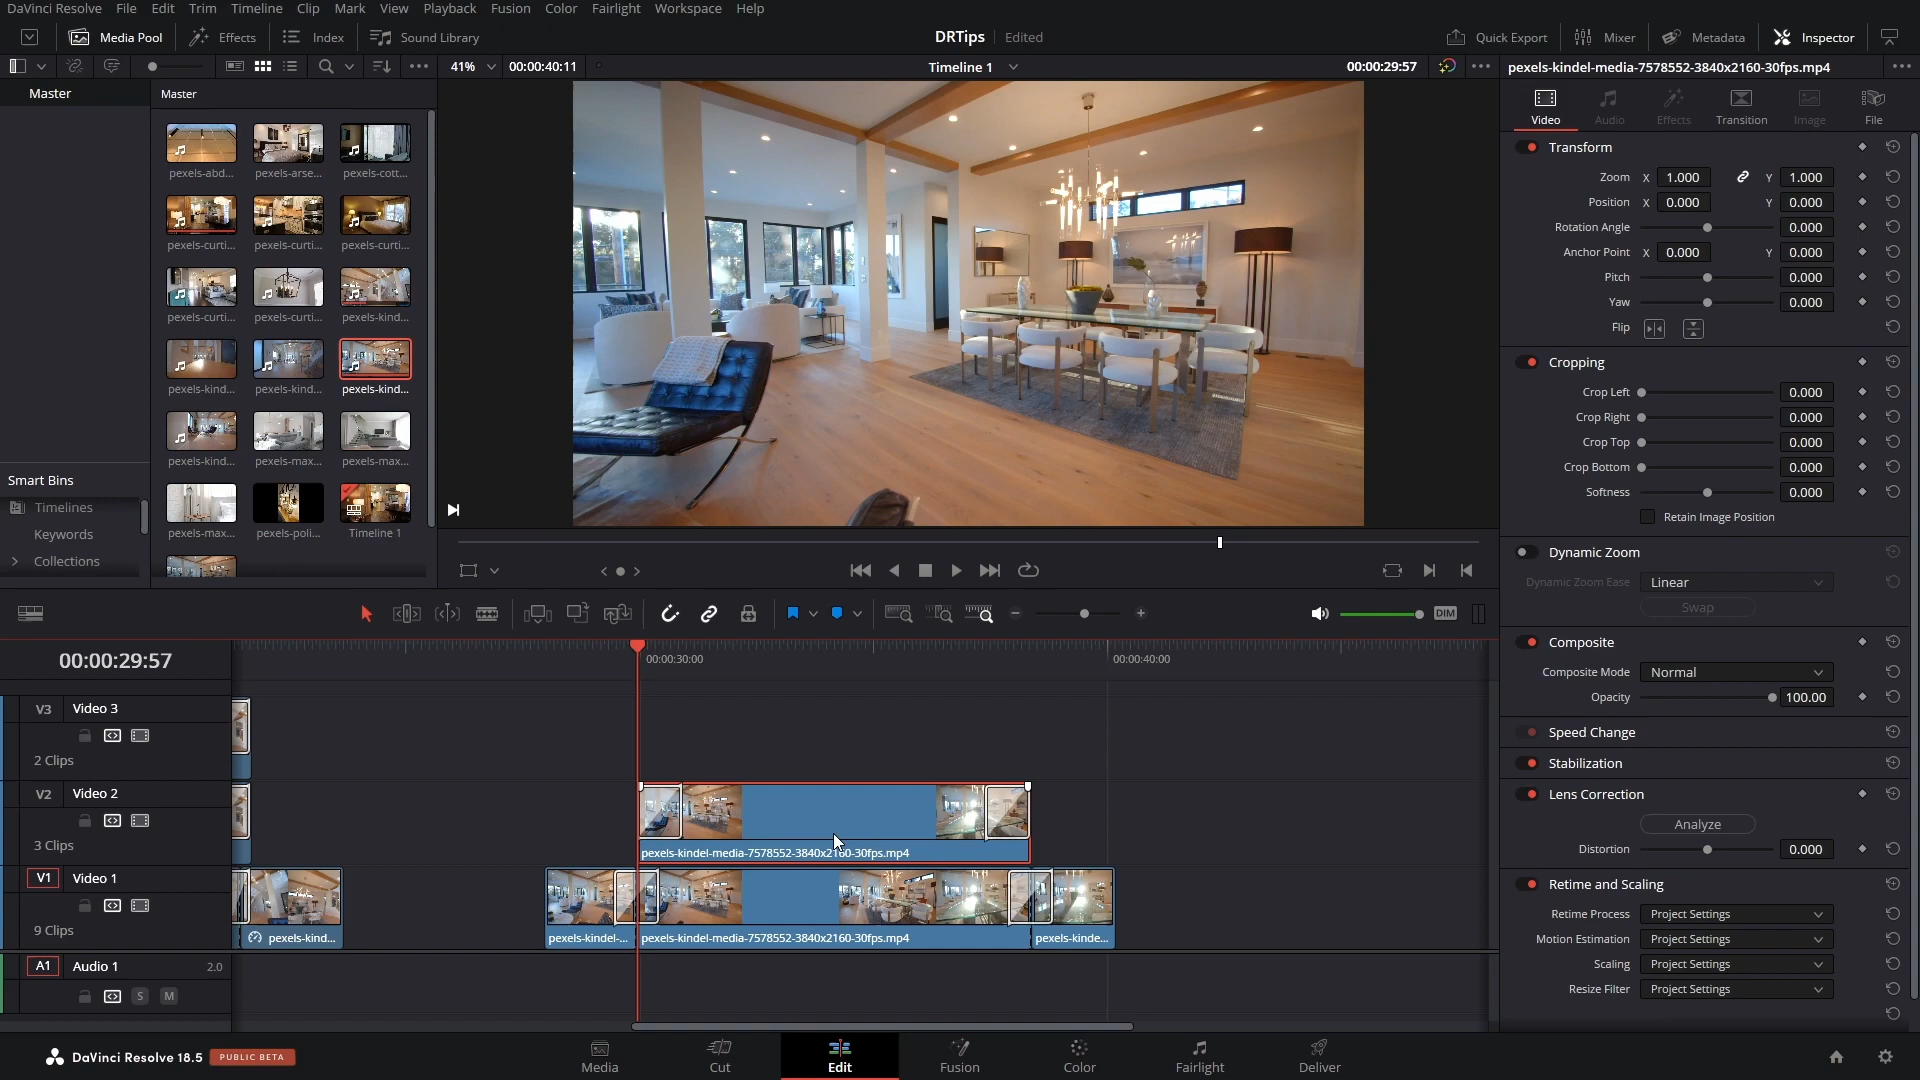 DaVinci Resolve File Edit Trim Timeline Clip Mark View Playback Fusion Color Fairlight Workspace Help
Media Pool Effects Index Sound Library DRTips Edited Quick Export Mixer Metadata Inspector
41% 00:00:40:11 Timeline 1 00:00:29:57 pexels-kindel-media-7578552-3840x2160-30fps.mp4
Master Master
Video Audio Effects Transition Image File
Transform
Zoom X 1.000 Y 1.000
Position X 0.000 Y 0.000
Rotation Angle 0.000
Anchor Point X 0.000 Y 0.000
Pitch 0.000
Yaw 0.000
Flip
Cropping
Crop Left 0.000
Crop Right 0.000
Crop Top 0.000
Crop Bottom 0.000
Softness 0.000
Retain Image Position
Dynamic Zoom
Dynamic Zoom Ease Linear
Swap
Composite
Composite Mode Normal
Opacity 100.00
Speed Change
Stabilization
Lens Correction
Analyze
Distortion 0.000
Retime and Scaling
Retime Process Project Settings
Motion Estimation Project Settings
Scaling Project Settings
Resize Filter Project Settings
pexels-abd... pexels-arse... pexels-cott...
pexels-curti... pexels-curti... pexels-curti...
pexels-curti... pexels-curti... pexels-kind...
pexels-kind... pexels-kind... pexels-kind...
pexels-kind... pexels-max... pexels-max...
pexels-max... pexels-poli... Timeline 1
Smart Bins
Timelines
Keywords
Collections
DIM
00:00:29:57 00:00:30:00 00:00:40:00
V3 Video 3
2 Clips
V2 Video 2
3 Clips
pexels-kindel-media-7578552-3840x2160-30fps.mp4
V1 Video 1
9 Clips
pexels-kind... pexels-kindel-... pexels-kindel-media-7578552-3840x2160-30fps.mp4 pexels-kinde...
A1 Audio 1 2.0
S M
DaVinci Resolve 18.5 PUBLIC BETA
Media Cut Edit Fusion Color Fairlight Deliver